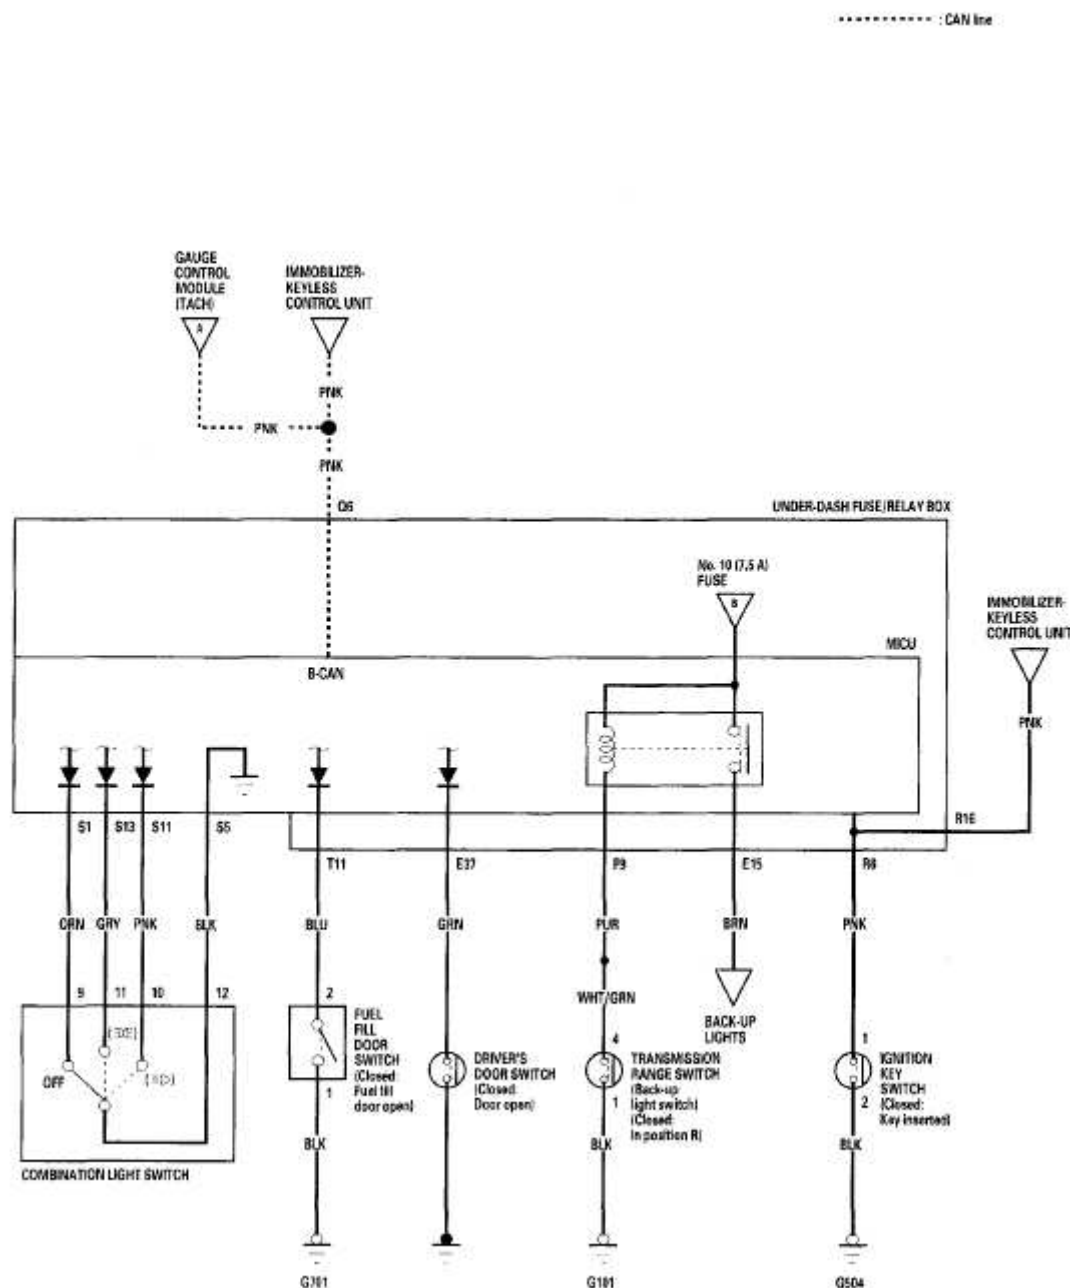 : CAN line
GAUGE
CONTROL
MODULE
(TACH)
IMMOBILIZER-
KEYLESS
CONTROL UNIT
A
PNK
PNK
PNK
Q6
UNDER-DASH FUSE/RELAY BOX
No. 10 (7.5 A)
FUSE
B
IMMOBILIZER-
KEYLESS
CONTROL UNIT
MICU
B-CAN
PNK
S1
S13
S11
S5
R16
T11
E37
P9
E15
R6
ORN
GRY
PNK
BLK
BLU
GRN
PUR
BRN
PNK
9
11
10
12
2
WHT/GRN
FUEL
FILL
DOOR
SWITCH
(Closed:
Fuel fill
door open)
1
BACK-UP
LIGHTS
OFF
DRIVER'S
DOOR SWITCH
(Closed:
Door open)
4
TRANSMISSION
RANGE SWITCH
(Back-up
light switch)
(Closed:
In position R)
1
1
IGNITION
KEY
SWITCH
(Closed:
Key inserted)
2
BLK
BLK
BLK
COMBINATION LIGHT SWITCH
G701
G101
G504